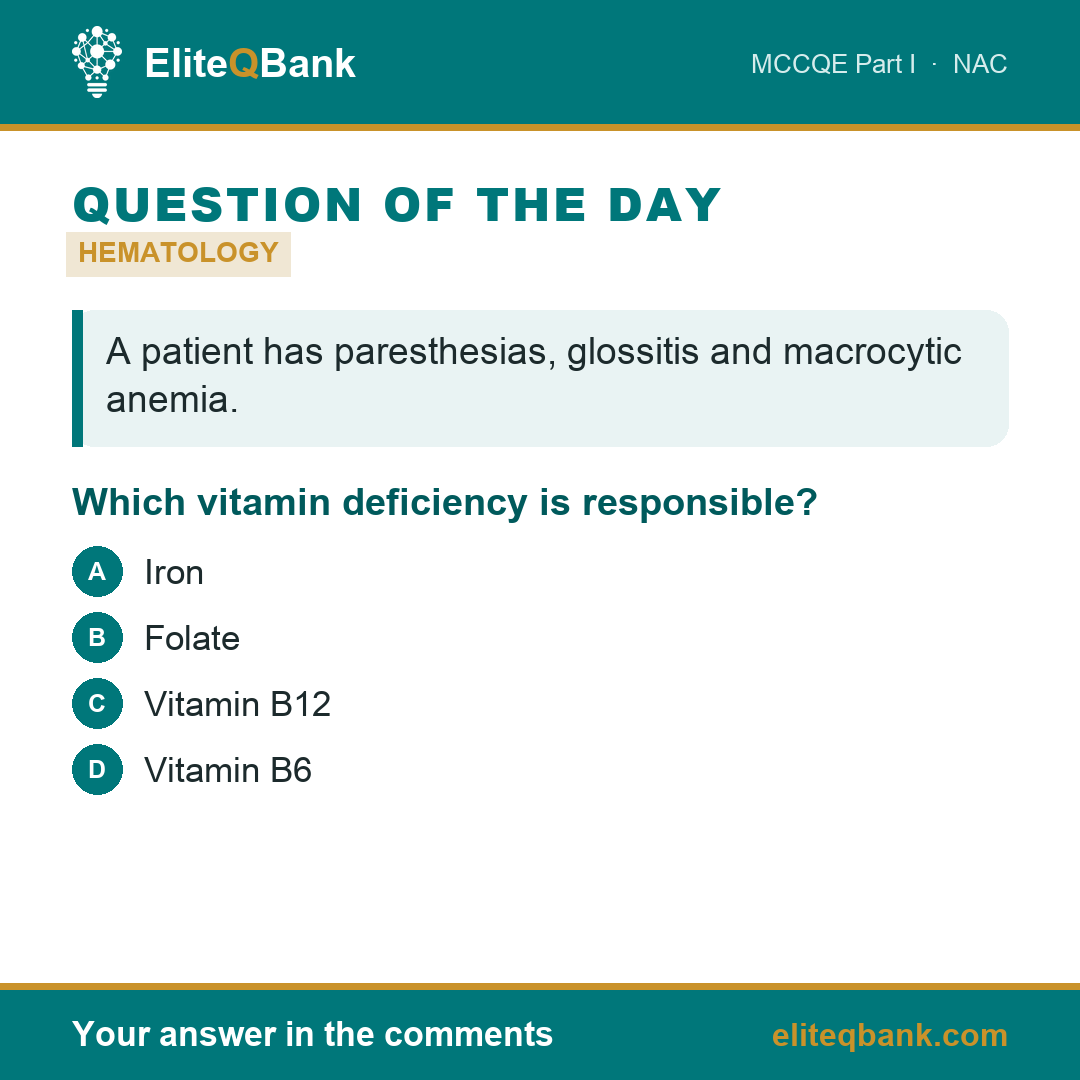 EliteQBank
MCCQE Part I · NAC
QUESTION OF THE DAY
HEMATOLOGY
A patient has paresthesias, glossitis and macrocytic
anemia.
Which vitamin deficiency is responsible?
A Iron
B Folate
C Vitamin B12
D Vitamin B6
Your answer in the comments
eliteqbank.com